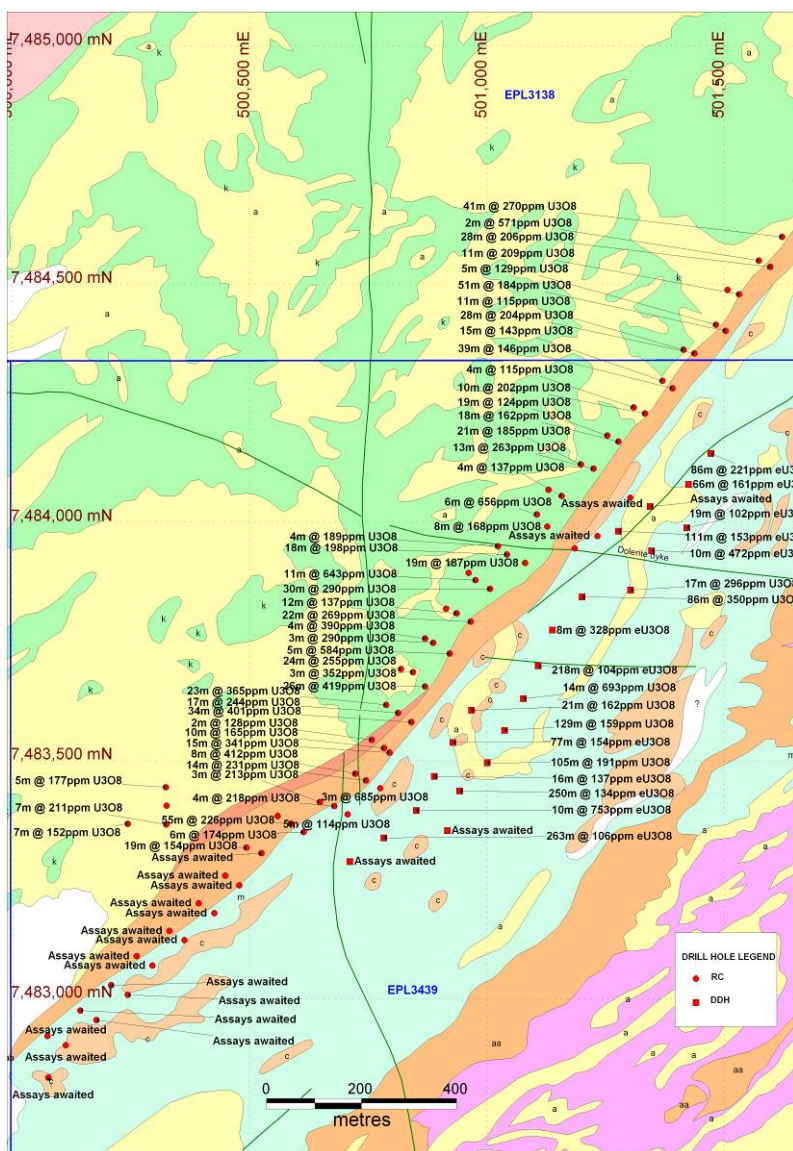 7,485,000 mN
500,500 mE
501,000 mE
501,500 mE
EPL3138
41m @ 270ppm U3O8
2m @ 571ppm U3O8
28m @ 206ppm U3O8
11m @ 209ppm U3O8
5m @ 129ppm U3O8
7,484,500 mN
51m @ 184ppm U3O8
11m @ 115ppm U3O8
28m @ 204ppm U3O8
15m @ 143ppm U3O8
39m @ 146ppm U3O8
4m @ 115ppm U3O8
10m @ 202ppm U3O8
19m @ 124ppm U3O8
18m @ 162ppm U3O8
21m @ 185ppm U3O8
13m @ 263ppm U3O8
4m @ 137ppm U3O8
86m @ 221ppm eU3
66m @ 161ppm eU3
Assays awaited
Assays awaited
6m @ 656ppm U3O8
19m @ 102ppm eU3
7,484,000 mN
8m @ 168ppm U3O8
Assays awaited
111m @ 153ppm eU3
4m @ 189ppm U3O8
18m @ 198ppm U3O8
Dolerite dyke
10m @ 472ppm eU3
19m @ 187ppm U3O8
11m @ 643ppm U3O8
30m @ 290ppm U3O8
17m @ 296ppm U3O8
12m @ 137ppm U3O8
86m @ 350ppm U3O8
22m @ 269ppm U3O8
4m @ 390ppm U3O8
8m @ 328ppm eU3O8
3m @ 290ppm U3O8
5m @ 584ppm U3O8
24m @ 255ppm U3O8
218m @ 104ppm eU3O8
3m @ 352ppm U3O8
26m @ 419ppm U3O8
14m @ 693ppm U3O8
23m @ 365ppm U3O8
17m @ 244ppm U3O8
21m @ 162ppm U3O8
34m @ 401ppm U3O8
2m @ 128ppm U3O8
129m @ 159ppm U3O8
10m @ 165ppm U3O8
15m @ 341ppm U3O8
77m @ 154ppm eU3O8
7,483,500 mN
8m @ 412ppm U3O8
105m @ 191ppm U3O8
14m @ 231ppm U3O8
3m @ 213ppm U3O8
16m @ 137ppm eU3O8
5m @ 177ppm U3O8
250m @ 134ppm eU3O8
4m @ 218ppm U3O8
3m @ 685ppm U3O8
7m @ 211ppm U3O8
10m @ 753ppm eU3O8
55m @ 226ppm U3O8
5m @ 114ppm U3O8
7m @ 152ppm U3O8
6m @ 174ppm U3O8
Assays awaited
263m @ 106ppm eU3O8
19m @ 154ppm U3O8
Assays awaited
Assays awaited
Assays awaited
Assays awaited
Assays awaited
Assays awaited
Assays awaited
Assays awaited
Assays awaited
Assays awaited
DRILL HOLE LEGEND
RC
DDH
Assays awaited
EPL3439
7,483,000 mN
Assays awaited
Assays awaited
Assays awaited
Assays awaited
Assays awaited
0 200 400
metres